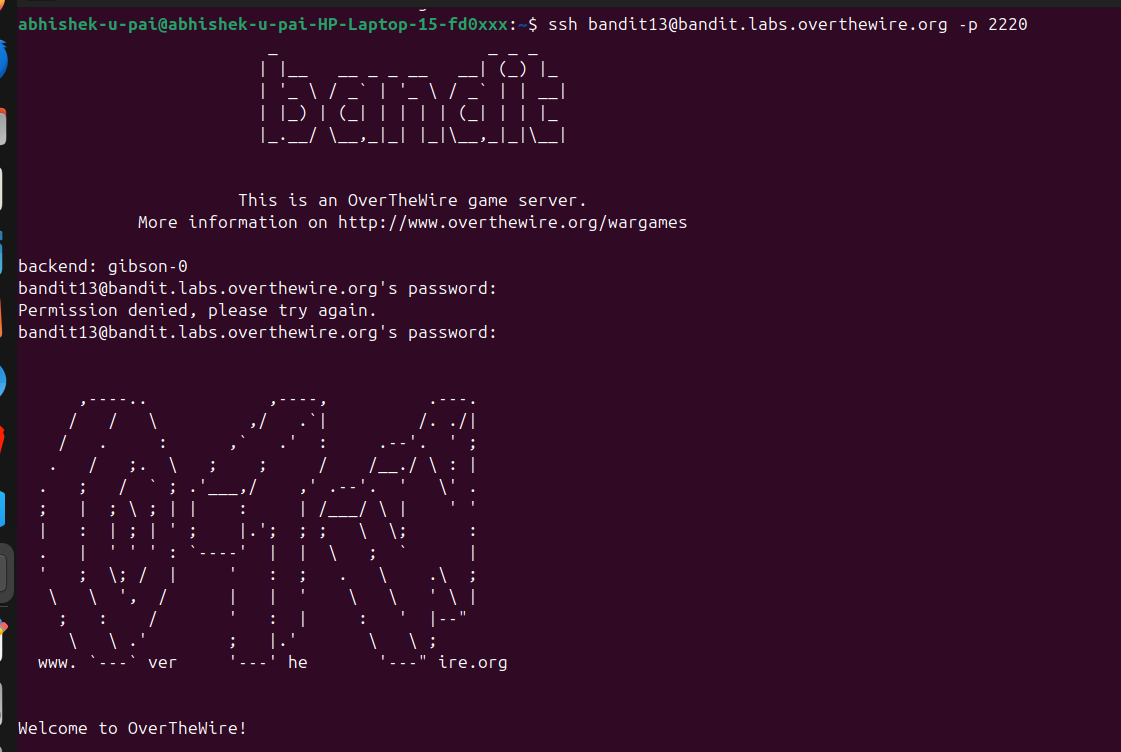 abhishek-u-pai@abhishek-u-pai-HP-Laptop-15-fd0xxx:~$ ssh bandit13@bandit.labs.overthewire.org -p 2220
bandit
This is an OverTheWire game server.
More information on http://www.overthewire.org/wargames
backend: gibson-0
bandit13@bandit.labs.overthewire.org's password:
Permission denied, please try again.
bandit13@bandit.labs.overthewire.org's password:
www. `---` ver '---' he '---" ire.org
Welcome to OverTheWire!